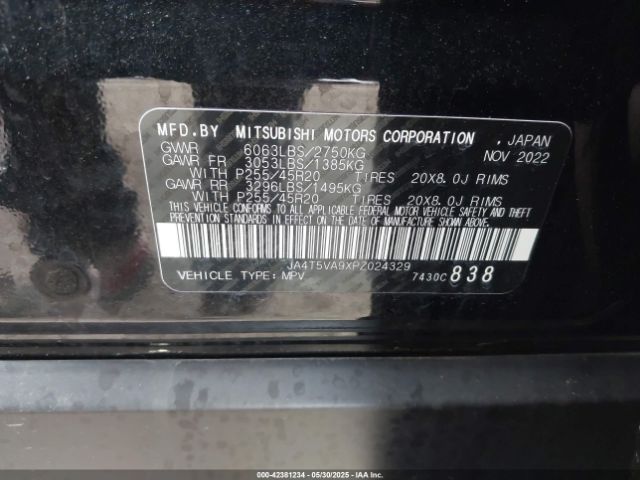 MFD.BY MITSUBISHI MOTORS CORPORATION , JAPAN
GVWR 6063LBS/2750KG NOV 2022
GAWR FR 3053LBS/1385KG
WITH P255/45R20 TIRES 20X8.0J RIMS
GAWR RR 3296LBS/1495KG
WITH P255/45R20 TIRES 20X8.0J RIMS
THIS VEHICLE CONFORMS TO ALL APPLICABLE FEDERAL MOTOR VEHICLE SAFETY AND THEFT
PREVENTION STANDARDS IN EFFECT ON THE DATE OF MANUFACTURE SHOWN ABOVE.
JA4T5VA9XPZ024329
VEHICLE TYPE: MPV 7430C 838
000-42381234 - 05/30/2025 - IAA Inc.